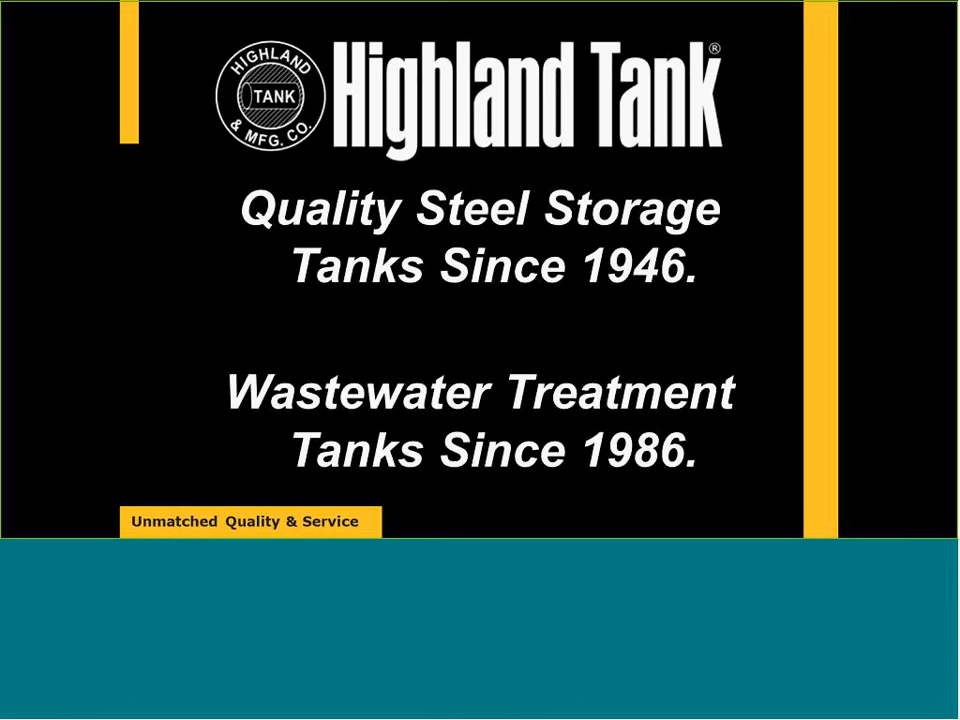 HIGHLAND
TANK
& MFG. CO.
Highland Tank®
Quality Steel Storage
Tanks Since 1946.
Wastewater Treatment
Tanks Since 1986.
Unmatched Quality & Service